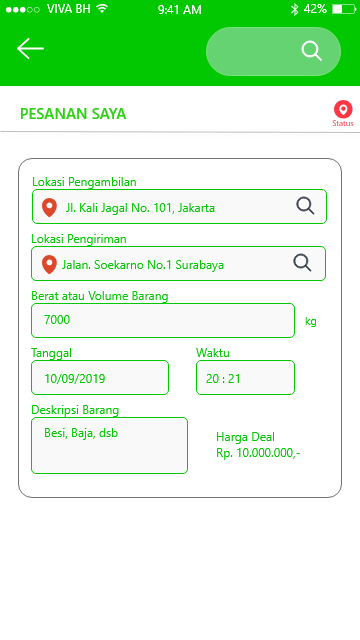 VIVA BH 9:41 AM 42%
PESANAN SAYA
Status
Lokasi Pengambilan
Jl. Kali Jagal No. 101, Jakarta
Lokasi Pengiriman
Jalan. Soekarno No.1 Surabaya
Berat atau Volume Barang
7000 kg
Tanggal Waktu
10/09/2019 20 : 21
Deskripsi Barang
Besi, Baja, dsb
Harga Deal
Rp. 10.000.000,-